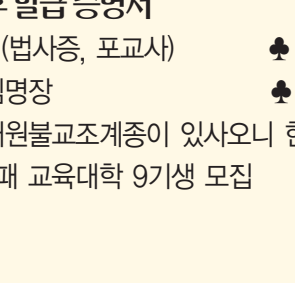 발급 증명서
(법사증, 포교사) ♣
명장 ♣
원불교조계종이 있사오니
교육대학 9기생 모집